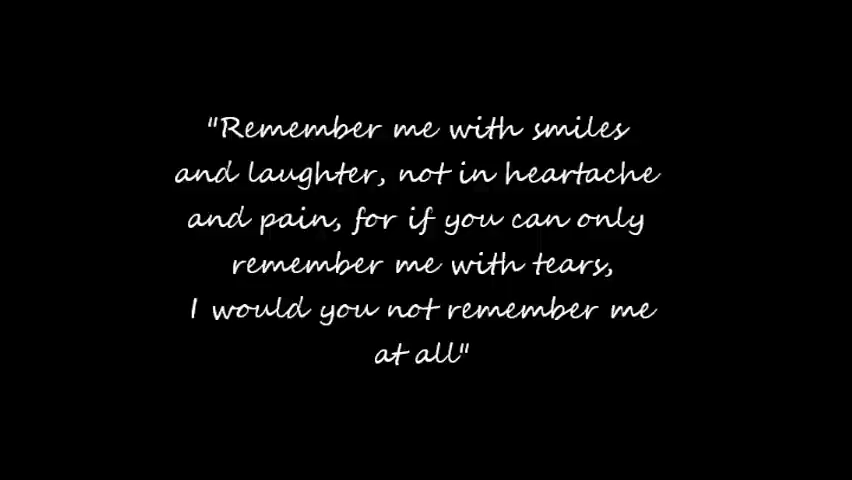 "Remember me with smiles
and laughter, not in heartache
and pain, for if you can only
remember me with tears,
I would you not remember me
at all"